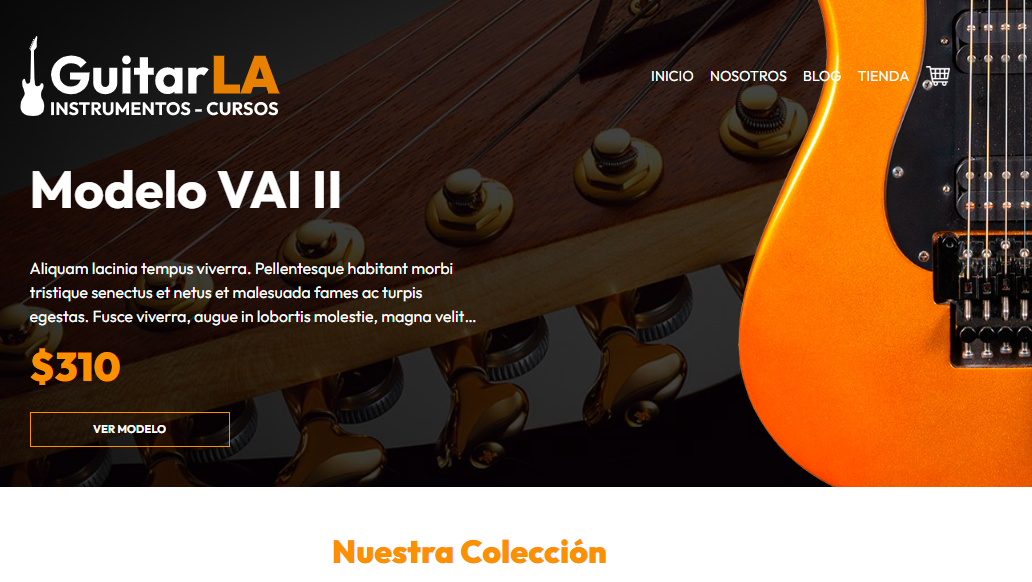 GuitarLA
INSTRUMENTOS - CURSOS
INICIO NOSOTROS BLOG TIENDA
Modelo VAI II
Aliquam lacinia tempus viverra. Pellentesque habitant morbi
tristique senectus et netus et malesuada fames ac turpis
egestas. Fusce viverra, augue in lobortis molestie, magna velit...
$310
VER MODELO
Nuestra Colección